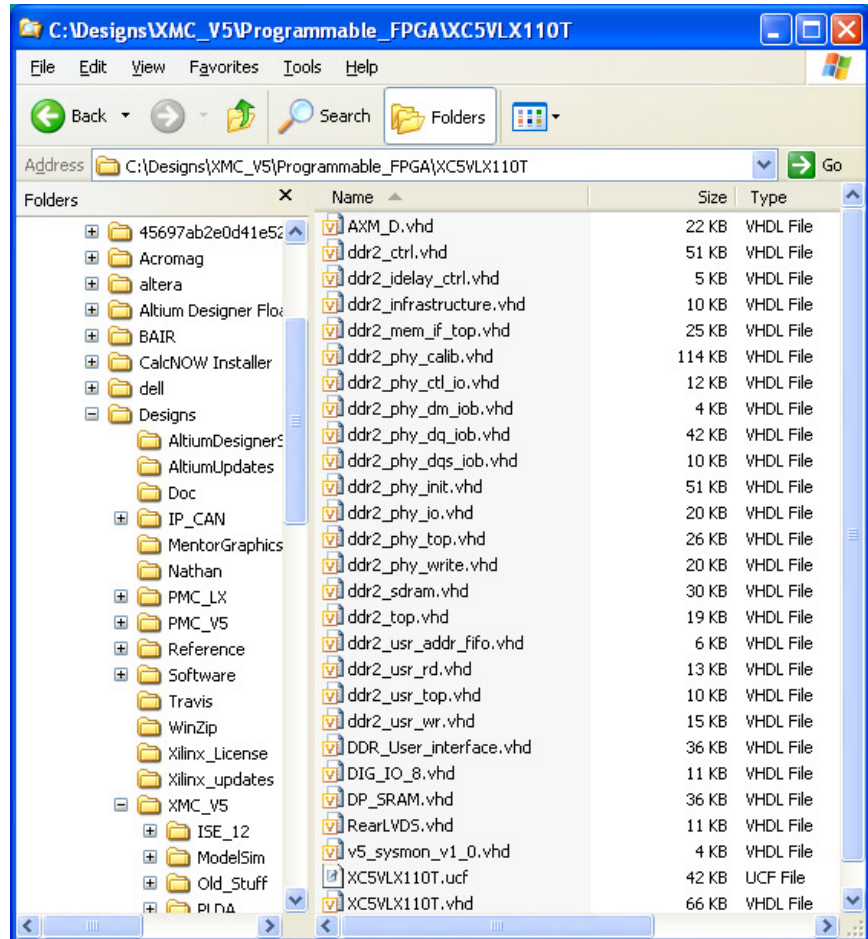 C:\Designs\XMC_V5\Programmable_FPGA\XC5VLX110T
File Edit View Favorites Tools Help
Back Search Folders
Address C:\Designs\XMC_V5\Programmable_FPGA\XC5VLX110T Go
Folders
45697ab2e0d41e52
Acromag
altera
Altium Designer Floa
BAIR
CalcNOW Installer
dell
Designs
AltiumDesignerS
AltiumUpdates
Doc
IP_CAN
MentorGraphics
Nathan
PMC_LX
PMC_V5
Reference
Software
Travis
WinZip
Xilinx_License
Xilinx_updates
XMC_V5
ISE_12
ModelSim
Old_Stuff
PLDA
Name Size Type
AXM_D.vhd 22 KB VHDL File
ddr2_ctrl.vhd 51 KB VHDL File
ddr2_idelay_ctrl.vhd 5 KB VHDL File
ddr2_infrastructure.vhd 10 KB VHDL File
ddr2_mem_if_top.vhd 25 KB VHDL File
ddr2_phy_calib.vhd 114 KB VHDL File
ddr2_phy_ctl_io.vhd 12 KB VHDL File
ddr2_phy_dm_iob.vhd 4 KB VHDL File
ddr2_phy_dq_iob.vhd 42 KB VHDL File
ddr2_phy_dqs_iob.vhd 10 KB VHDL File
ddr2_phy_init.vhd 51 KB VHDL File
ddr2_phy_io.vhd 20 KB VHDL File
ddr2_phy_top.vhd 26 KB VHDL File
ddr2_phy_write.vhd 20 KB VHDL File
ddr2_sdram.vhd 30 KB VHDL File
ddr2_top.vhd 19 KB VHDL File
ddr2_usr_addr_fifo.vhd 6 KB VHDL File
ddr2_usr_rd.vhd 13 KB VHDL File
ddr2_usr_top.vhd 10 KB VHDL File
ddr2_usr_wr.vhd 15 KB VHDL File
DDR_User_interface.vhd 36 KB VHDL File
DIG_IO_8.vhd 11 KB VHDL File
DP_SRAM.vhd 36 KB VHDL File
RearLVDS.vhd 11 KB VHDL File
v5_sysmon_v1_0.vhd 4 KB VHDL File
XC5VLX110T.ucf 42 KB UCF File
XC5VLX110T.vhd 66 KB VHDL File